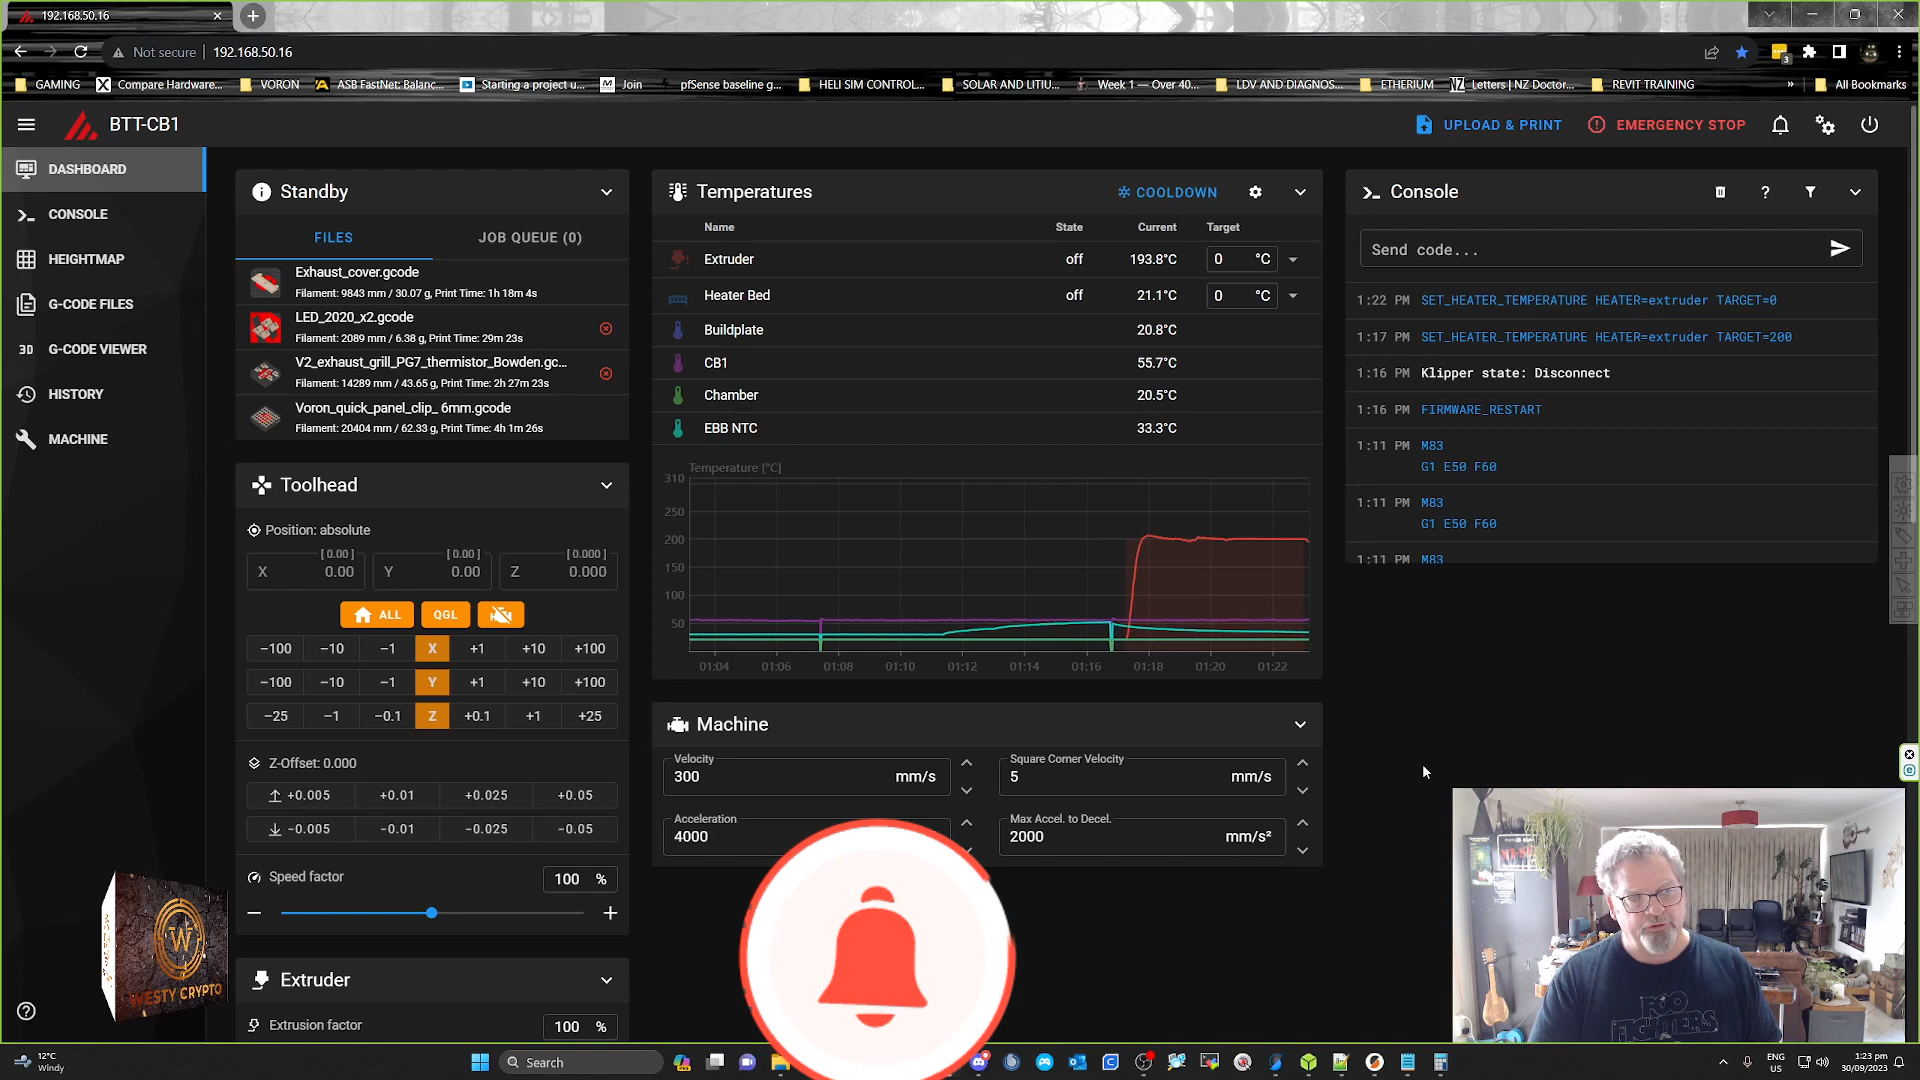 192.168.50.16
Not secure
192.168.50.16
3
GAMING
Compare Hardware...
VORON
ASB FastNet: Balanc...
Starting a project u...
Join
pfSense baseline g...
HELI SIM CONTROL...
SOLAR AND LITIU...
Week 1 — Over 40...
LDV AND DIAGNOS...
ETHERIUM
Letters | NZ Doctor...
REVIT TRAINING
»
All Bookmarks
BTT-CB1
UPLOAD & PRINT
EMERGENCY STOP
DASHBOARD
CONSOLE
HEIGHTMAP
G-CODE FILES
3D G-CODE VIEWER
HISTORY
MACHINE
Standby
FILES
JOB QUEUE (0)
Exhaust_cover.gcode
Filament: 9843 mm / 30.07 g, Print Time: 1h 18m 4s
LED_2020_x2.gcode
Filament: 2089 mm / 6.38 g, Print Time: 29m 23s
V2_exhaust_grill_PG7_thermistor_Bowden.gc...
Filament: 14289 mm / 43.65 g, Print Time: 2h 27m 23s
Voron_quick_panel_clip_ 6mm.gcode
Filament: 20404 mm / 62.33 g, Print Time: 4h 1m 26s
Toolhead
Position: absolute
[ 0.00 ]
[ 0.00 ]
[ 0.000 ]
X 0.00
Y 0.00
Z 0.000
ALL
QGL
−100 −10 −1 X +1 +10 +100
−100 −10 −1 Y +1 +10 +100
−25 −1 −0.1 Z +0.1 +1 +25
Z-Offset: 0.000
+0.005 +0.01 +0.025 +0.05
−0.005 −0.01 −0.025 −0.05
Speed factor
100 %
Extruder
Extrusion factor
100 %
Temperatures
COOLDOWN
Name State Current Target
Extruder off 193.8°C 0 °C
Heater Bed off 21.1°C 0 °C
Buildplate 20.8°C
CB1 55.7°C
Chamber 20.5°C
EBB NTC 33.3°C
Temperature [°C]
310
250
200
150
100
50
01:04 01:06 01:08 01:10 01:12 01:14 01:16 01:18 01:20 01:22
Machine
Velocity
300 mm/s
Square Corner Velocity
5 mm/s
Acceleration
4000
Max Accel. to Decel.
2000 mm/s²
Console
Send code...
1:22 PM SET_HEATER_TEMPERATURE HEATER=extruder TARGET=0
1:17 PM SET_HEATER_TEMPERATURE HEATER=extruder TARGET=200
1:16 PM Klipper state: Disconnect
1:16 PM FIRMWARE_RESTART
1:11 PM M83
G1 E50 F60
1:11 PM M83
G1 E50 F60
1:11 PM M83
W
WESTY CRYPTO
FOO
FIGHTERS
12°C
Windy
Search
ENG
US
1:23 pm
30/09/2023